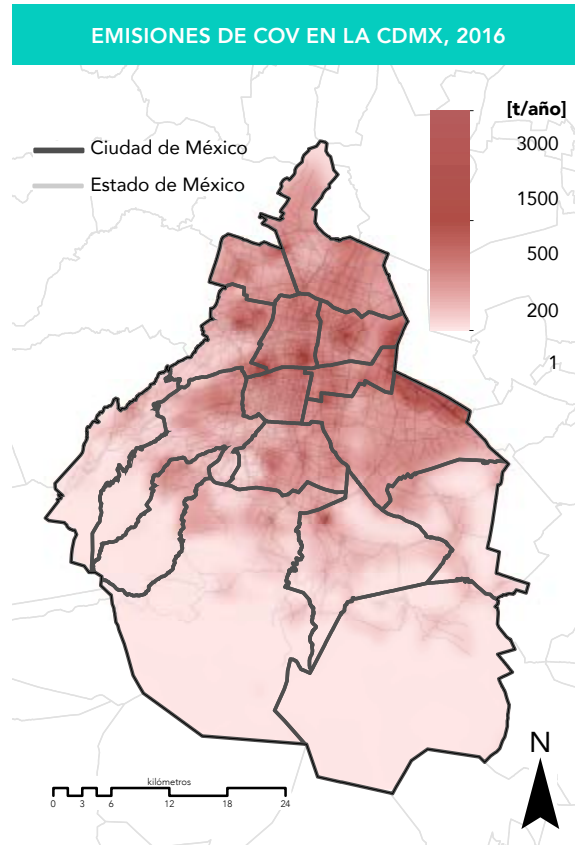 EMISIONES DE COV EN LA CDMX, 2016
Ciudad de México
Estado de México
[t/año]
3000
1500
500
200
1
N
kilómetros
0 3 6 12 18 24